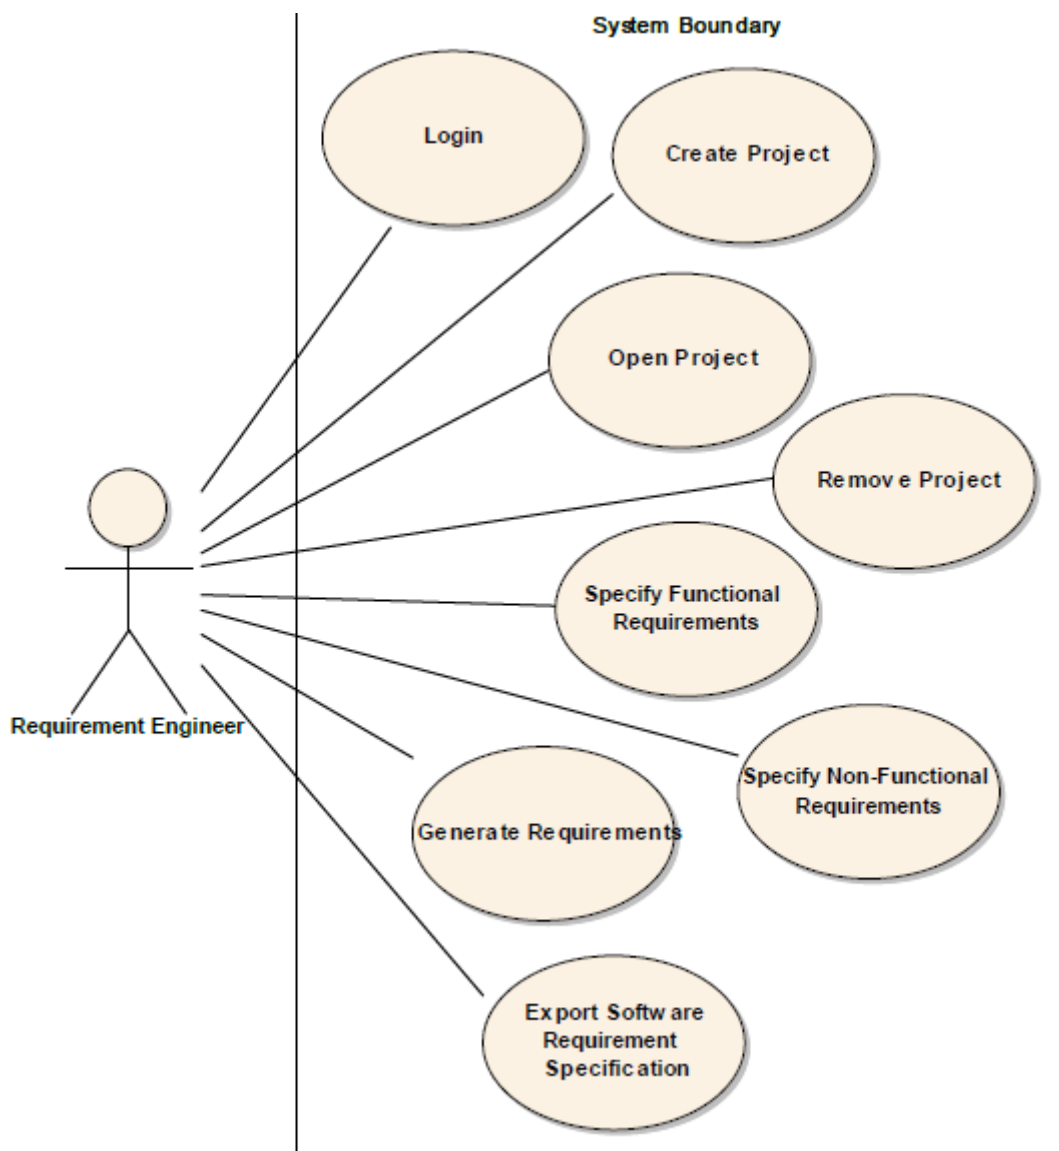 System Boundary
Login
Create Project
Open Project
Remove Project
Specify Functional
Requirements
Requirement Engineer
Specify Non-Functional
Requirements
Generate Requirements
Export Software
Requirement
Specification